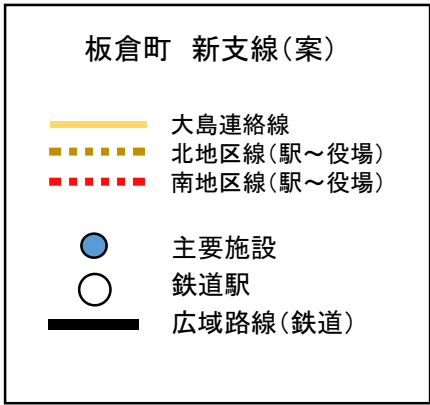 板倉町 新支線（案）
大島連絡線
北地区線（駅～役場）
南地区線（駅～役場）
主要施設
鉄道駅
広域路線（鉄道）